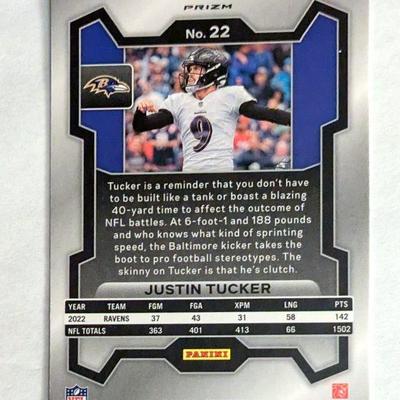 PRIZM
No. 22
9
Tucker is a reminder that you don't have
to be built like a tank or boast a blazing
40-yard time to affect the outcome of
NFL battles. At 6-foot-1 and 188 pounds
and who knows what kind of sprinting
speed, the Baltimore kicker takes the
boot to pro football stereotypes. The
skinny on Tucker is that he's clutch.
JUSTIN TUCKER
YEAR TEAM FGM FGA XPM LNG PTS
2022 RAVENS 37 43 31 58 142
NFL TOTALS 363 401 413 66 1502
PANINI
NFL